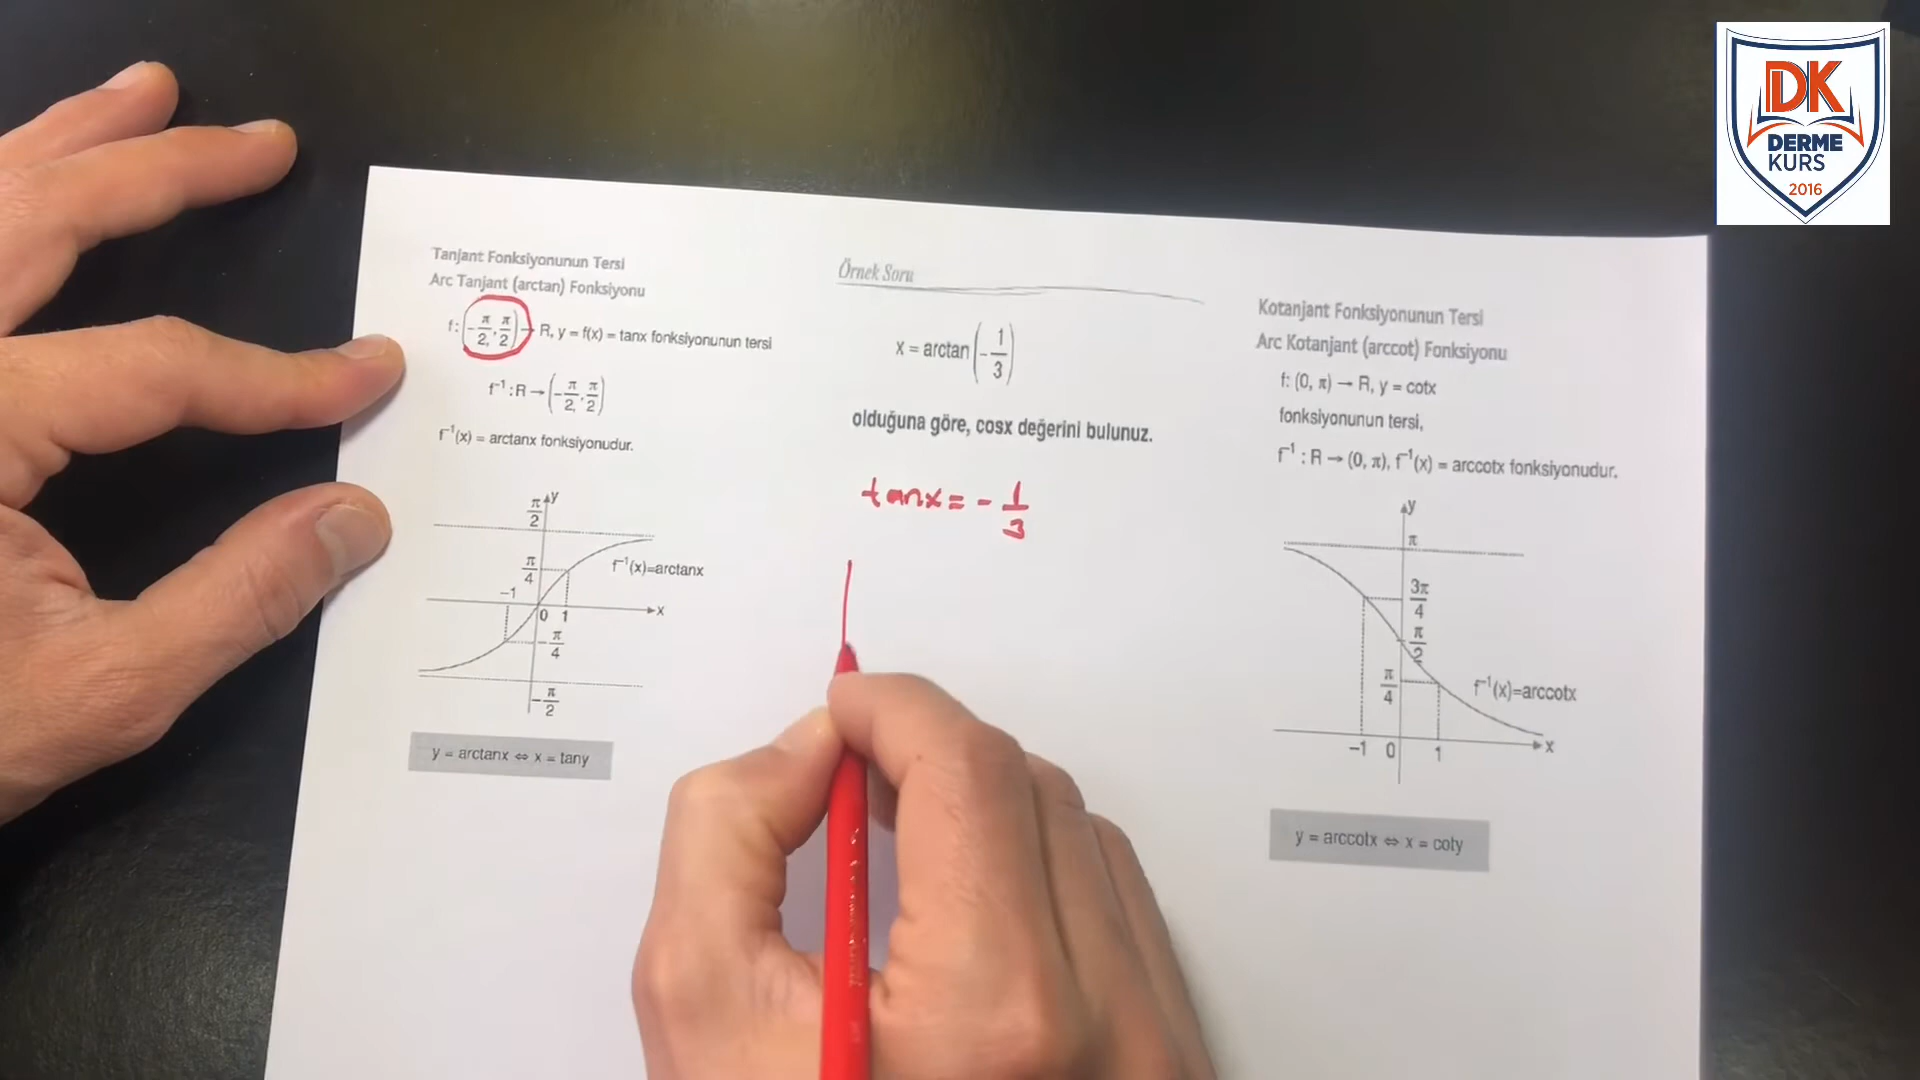 DK
DERME
KURS
2016
Tanjant Fonksiyonunun Tersi
Arc Tanjant (arctan) Fonksiyonu
f: (-π/2, π/2) → R, y = f(x) = tanx fonksiyonunun tersi
f⁻¹ : R → (-π/2, π/2)
f⁻¹(x) = arctanx fonksiyonudur.
π/2
y
π/4
f⁻¹(x)=arctanx
-1
0
1
x
-π/4
-π/2
y = arctanx ⇔ x = tany
Örnek Soru
x = arctan(-1/3)
olduğuna göre, cosx değerini bulunuz.
tanx = -1/3
Kotanjant Fonksiyonunun Tersi
Arc Kotanjant (arccot) Fonksiyonu
f: (0, π) → R, y = cotx
fonksiyonunun tersi,
f⁻¹ : R → (0, π), f⁻¹(x) = arccotx fonksiyonudur.
y
π
3π/4
π/2
π/4
f⁻¹(x)=arccotx
-1
0
1
x
y = arccotx ⇔ x = coty